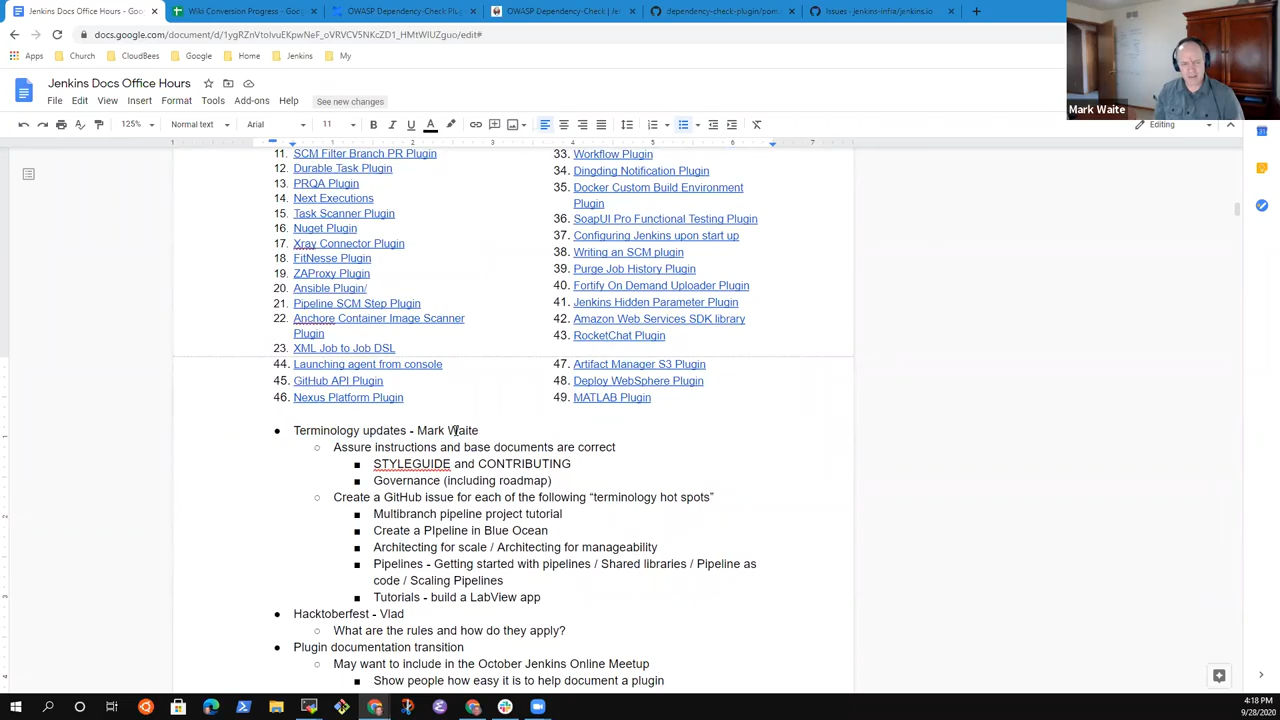 Jenkins Docs Office Hours - Goo
Wiki Conversion Progress - Goog
OWASP Dependency-Check Plug
OWASP Dependency-Check | Jen
dependency-check-plugin/pom.
Issues · jenkins-infra/jenkins.io
docs.google.com/document/d/1ygRZnVtolvuEKpwNeF_oVRVCV5NKcZD1_HMtWlUZguo/edit#
Apps
Church
CloudBees
Google
Home
Jenkins
My
Mark Waite
Jenkins Docs Office Hours
File Edit View Insert Format Tools Add-ons Help
See new changes
125%
Normal text
Arial
11
Editing
11. SCM Filter Branch PR Plugin
12. Durable Task Plugin
13. PRQA Plugin
14. Next Executions
15. Task Scanner Plugin
16. Nuget Plugin
17. Xray Connector Plugin
18. FitNesse Plugin
19. ZAProxy Plugin
20. Ansible Plugin/
21. Pipeline SCM Step Plugin
22. Anchore Container Image Scanner
Plugin
23. XML Job to Job DSL
33. Workflow Plugin
34. Dingding Notification Plugin
35. Docker Custom Build Environment
Plugin
36. SoapUI Pro Functional Testing Plugin
37. Configuring Jenkins upon start up
38. Writing an SCM plugin
39. Purge Job History Plugin
40. Fortify On Demand Uploader Plugin
41. Jenkins Hidden Parameter Plugin
42. Amazon Web Services SDK library
43. RocketChat Plugin
44. Launching agent from console
45. GitHub API Plugin
46. Nexus Platform Plugin
47. Artifact Manager S3 Plugin
48. Deploy WebSphere Plugin
49. MATLAB Plugin
● Terminology updates - Mark Waite
○ Assure instructions and base documents are correct
■ STYLEGUIDE and CONTRIBUTING
■ Governance (including roadmap)
○ Create a GitHub issue for each of the following “terminology hot spots”
■ Multibranch pipeline project tutorial
■ Create a PIpeline in Blue Ocean
■ Architecting for scale / Architecting for manageability
■ Pipelines - Getting started with pipelines / Shared libraries / Pipeline as
code / Scaling Pipelines
■ Tutorials - build a LabView app
● Hacktoberfest - Vlad
○ What are the rules and how do they apply?
● Plugin documentation transition
○ May want to include in the October Jenkins Online Meetup
■ Show people how easy it is to help document a plugin
4:18 PM
9/28/2020